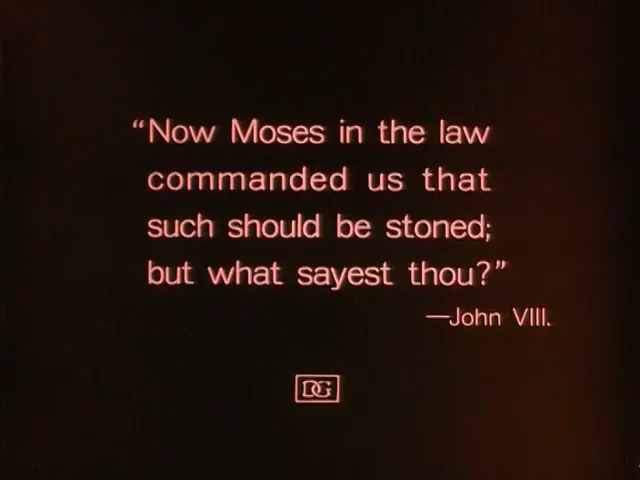 “Now Moses in the law
commanded us that
such should be stoned;
but what sayest thou?”
—John VIII.
DG